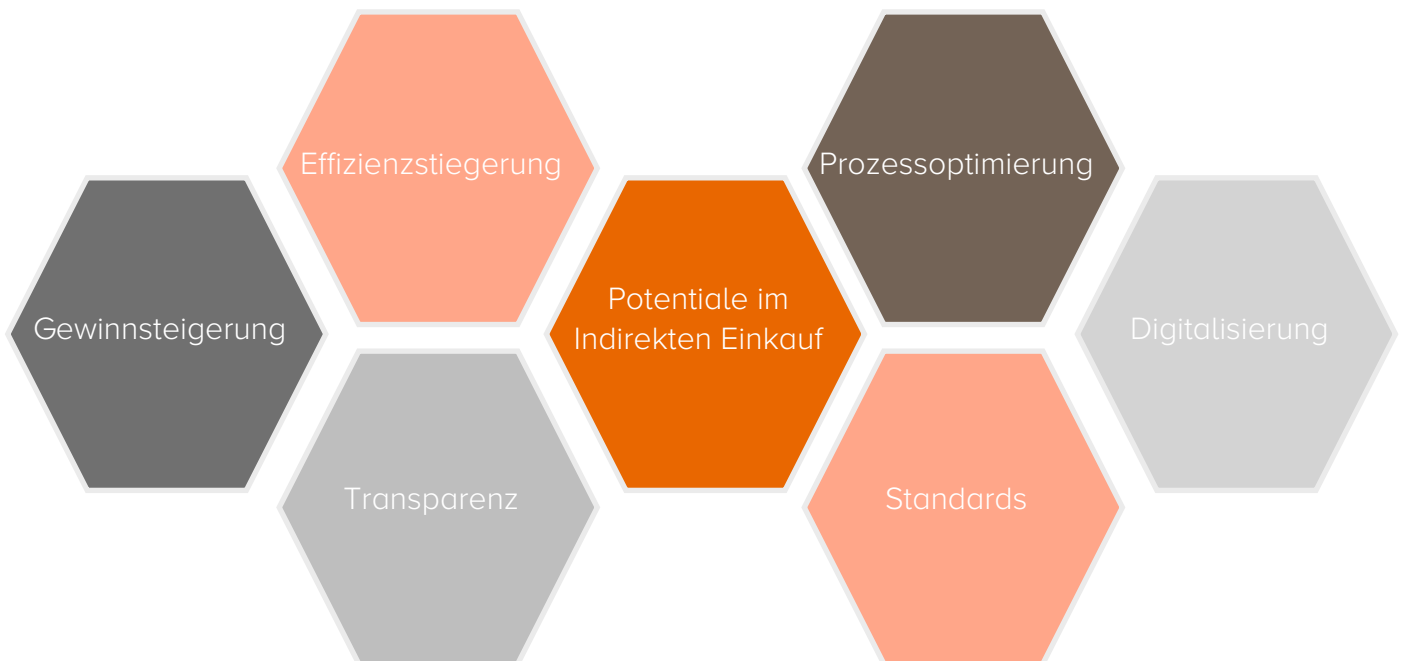 Effizienzstiegerung
Prozessoptimierung
Gewinnsteigerung
Potentiale im
Indirekten Einkauf
Digitalisierung
Transparenz
Standards